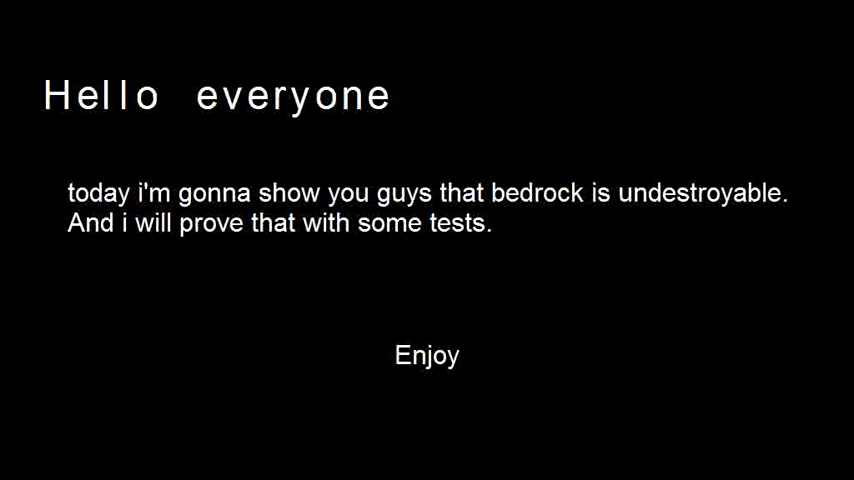 Hello everyone
today i'm gonna show you guys that bedrock is undestroyable.
And i will prove that with some tests.
Enjoy